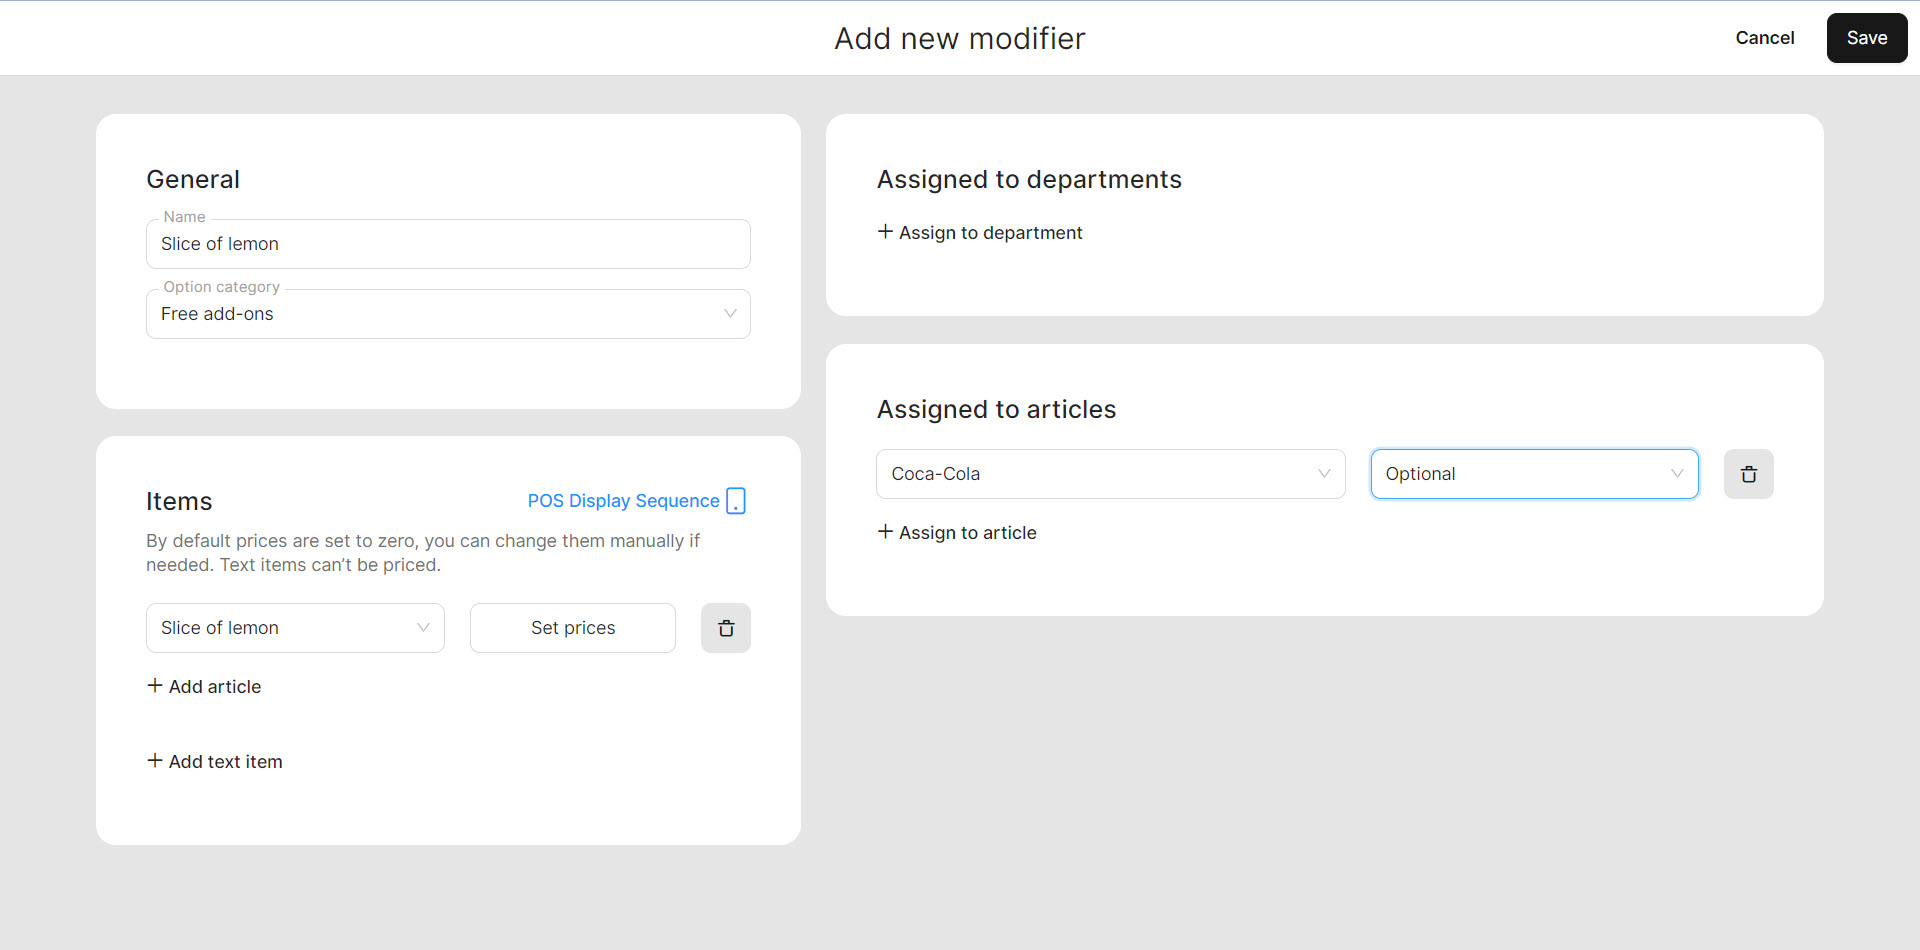 Add new modifier
Cancel
Save
General
Name
Slice of lemon
Option category
Free add-ons
Items
POS Display Sequence
By default prices are set to zero, you can change them manually if
needed. Text items can’t be priced.
Slice of lemon
Set prices
+ Add article
+ Add text item
Assigned to departments
+ Assign to department
Assigned to articles
Coca-Cola
Optional
+ Assign to article